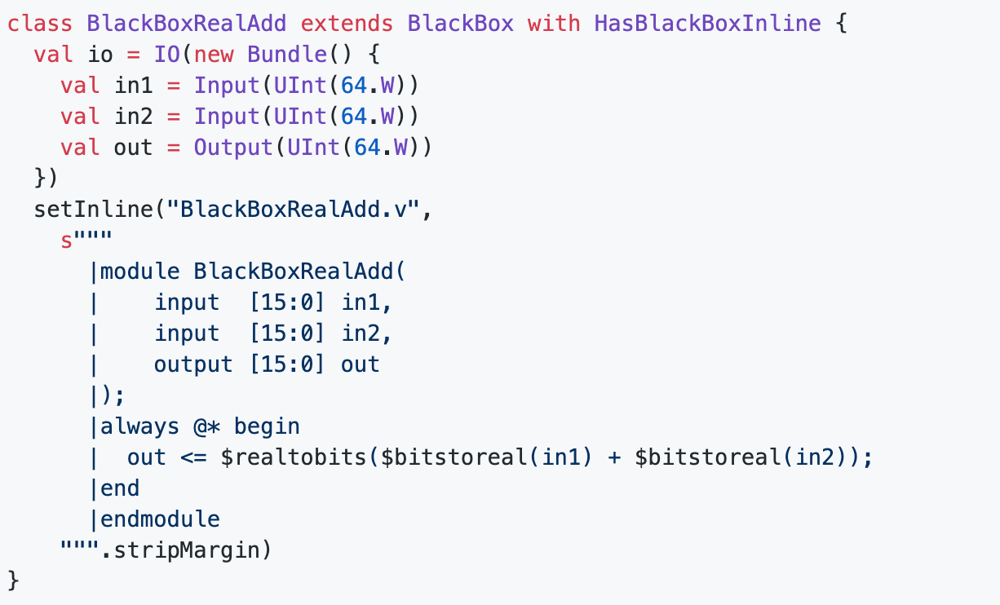 class BlackBoxRealAdd extends BlackBox with HasBlackBoxInline {
  val io = IO(new Bundle() {
    val in1 = Input(UInt(64.W))
    val in2 = Input(UInt(64.W))
    val out = Output(UInt(64.W))
  })
  setInline("BlackBoxRealAdd.v",
    s"""
      |module BlackBoxRealAdd(
      |    input  [15:0] in1,
      |    input  [15:0] in2,
      |    output [15:0] out
      |);
      |always @* begin
      |  out <= $realtobits($bitstoreal(in1) + $bitstoreal(in2));
      |end
      |endmodule
    """.stripMargin)
}